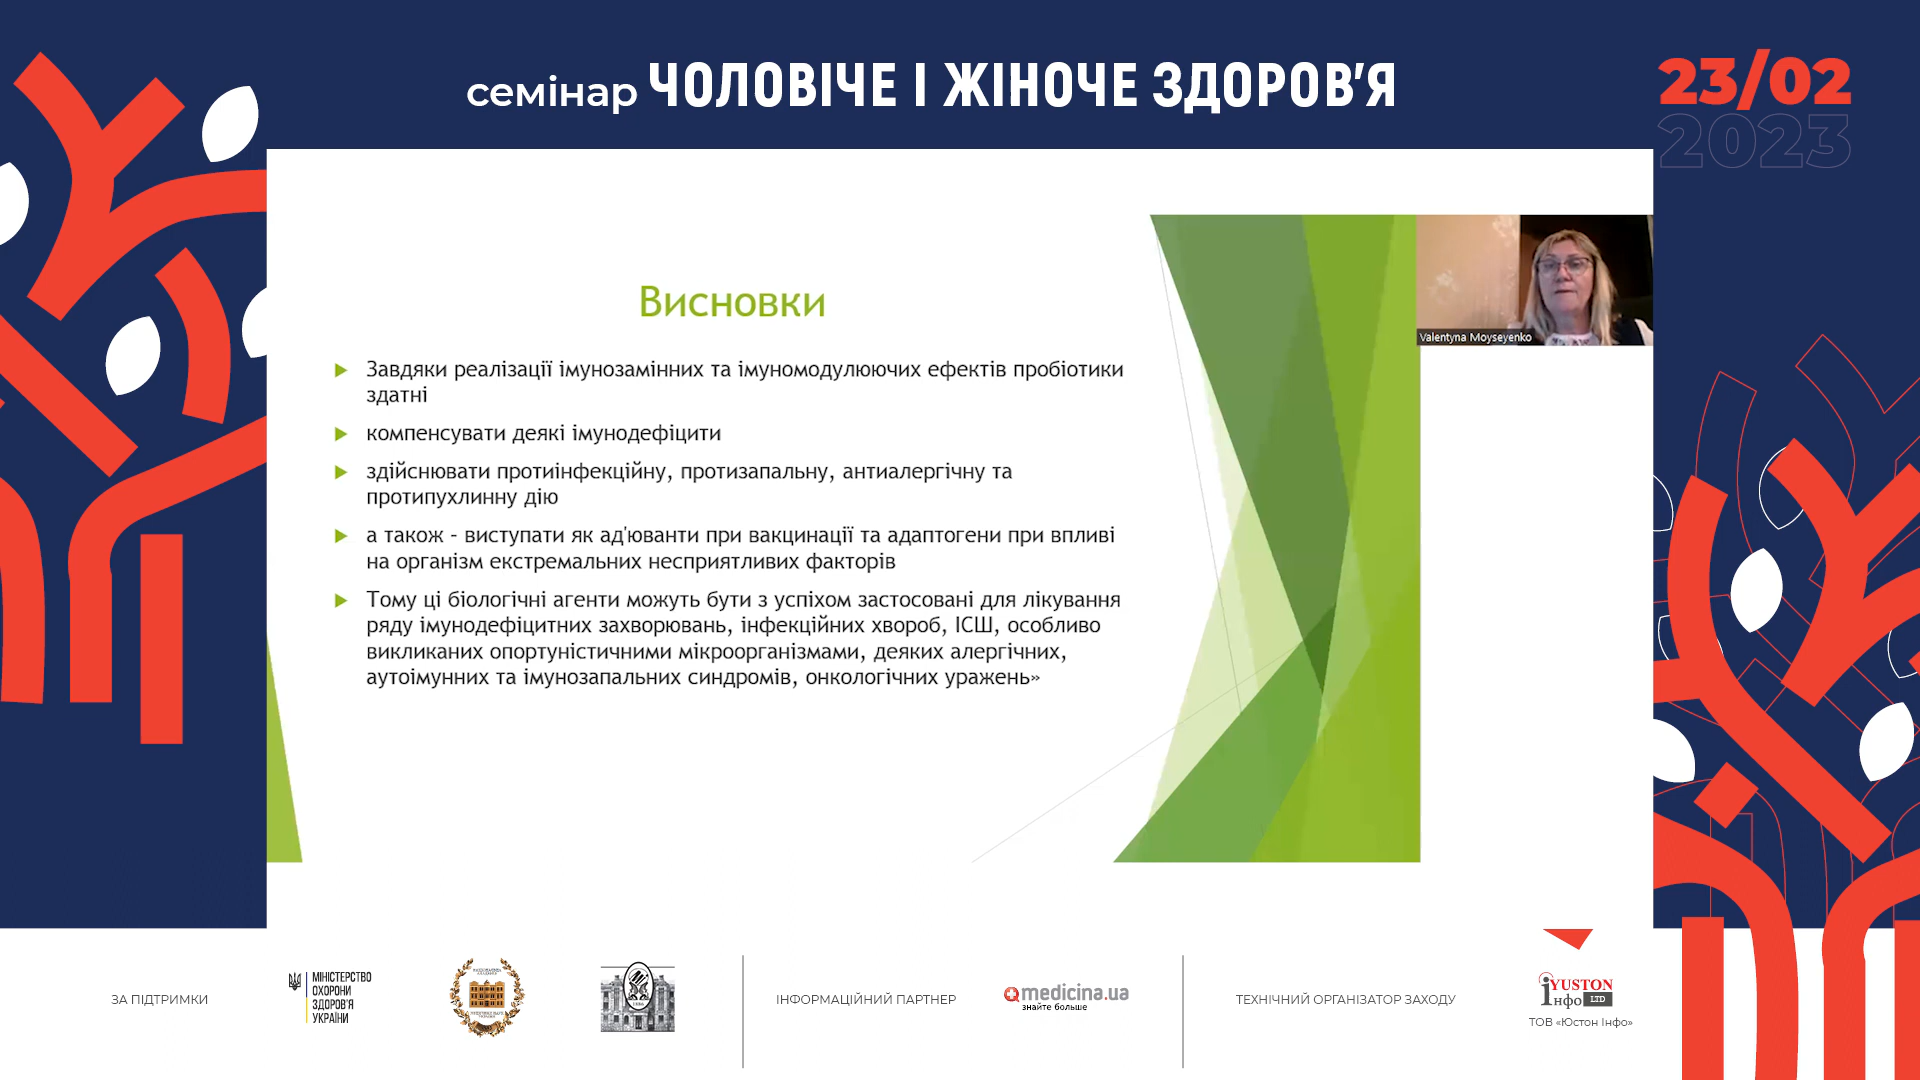 семінар ЧОЛОВІЧЕ І ЖІНОЧЕ ЗДОРОВ'Я
23/02
2023
Valentyna Moyseyenko
Висновки
Завдяки реалізації імунозамінних та імуномодулюючих ефектів пробіотики
здатні
компенсувати деякі імунодефіцити
здійснювати протиінфекційну, протизапальну, антиалергічну та
протипухлинну дію
а також – виступати як ад'юванти при вакцинації та адаптогени при впливі
на організм екстремальних несприятливих факторів
Тому ці біологічні агенти можуть бути з успіхом застосовані для лікування
ряду імунодефіцитних захворювань, інфекційних хвороб, ІСШ, особливо
викликаних опортуністичними мікроорганізмами, деяких алергічних,
аутоімунних та імунозапальних синдромів, онкологічних уражень»
ЗА ПІДТРИМКИ
МІНІСТЕРСТВО
ОХОРОНИ
ЗДОРОВ'Я
УКРАЇНИ
ІНФОРМАЦІЙНИЙ ПАРТНЕР
medicina.ua
знайте больше
ТЕХНІЧНИЙ ОРГАНІЗАТОР ЗАХОДУ
iYUSTON
Інфо LTD
ТОВ «Юстон Інфо»